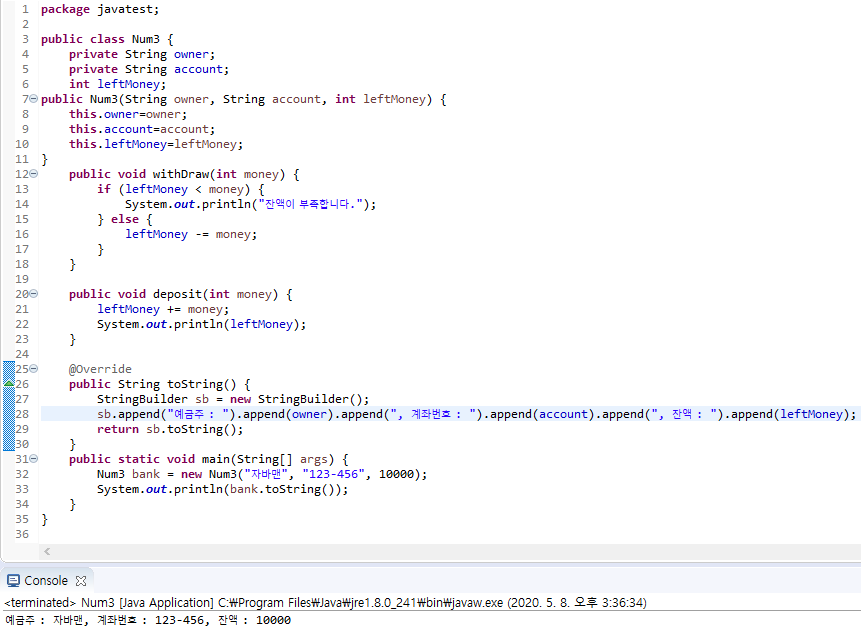 1 package javatest;
2
3 public class Num3 {
4     private String owner;
5     private String account;
6     int leftMoney;
7 public Num3(String owner, String account, int leftMoney) {
8     this.owner=owner;
9     this.account=account;
10     this.leftMoney=leftMoney;
11 }
12     public void withDraw(int money) {
13         if (leftMoney < money) {
14             System.out.println("잔액이 부족합니다.");
15         } else {
16             leftMoney -= money;
17         }
18     }
19
20     public void deposit(int money) {
21         leftMoney += money;
22         System.out.println(leftMoney);
23     }
24
25     @Override
26     public String toString() {
27         StringBuilder sb = new StringBuilder();
28         sb.append("예금주 : ").append(owner).append(", 계좌번호 : ").append(account).append(", 잔액 : ").append(leftMoney);
29         return sb.toString();
30     }
31     public static void main(String[] args) {
32         Num3 bank = new Num3("자바맨", "123-456", 10000);
33         System.out.println(bank.toString());
34     }
35 }
36
Console
<terminated> Num3 [Java Application] C:₩Program Files₩Java₩jre1.8.0_241₩bin₩javaw.exe (2020. 5. 8. 오후 3:36:34)
예금주 : 자바맨, 계좌번호 : 123-456, 잔액 : 10000